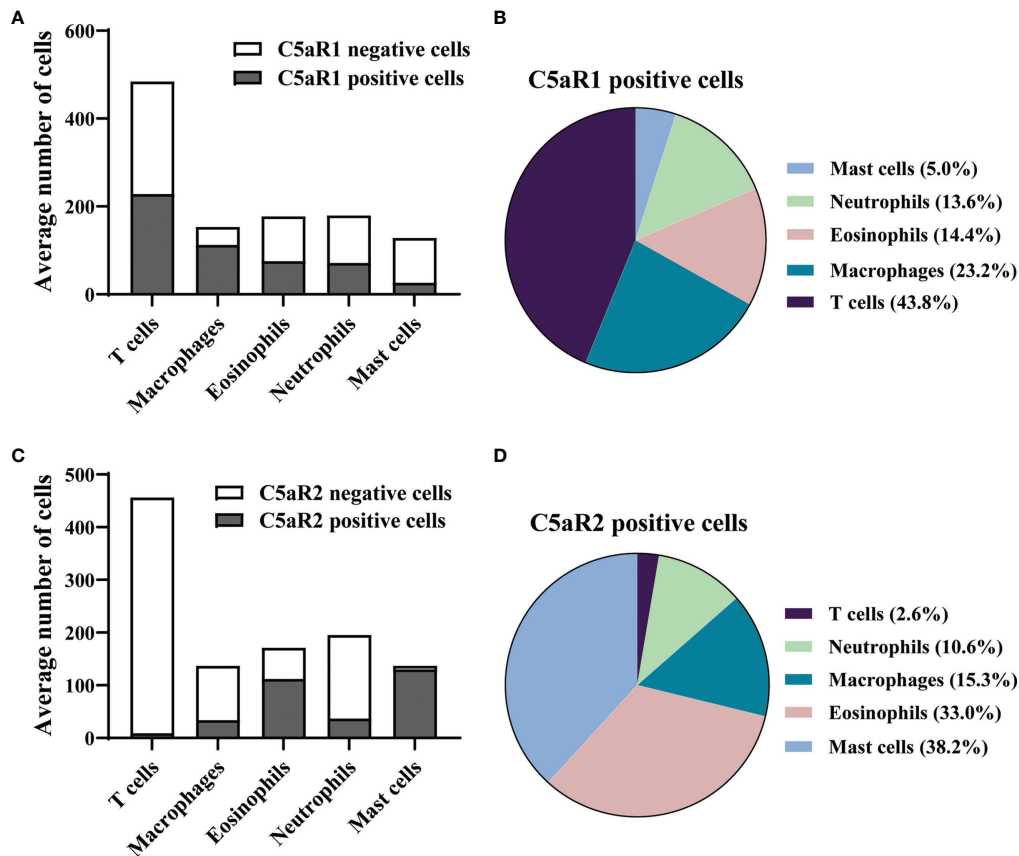 A
600
400
200
0
Average number of cells
C5aR1 negative cells
C5aR1 positive cells
T cells
Macrophages
Eosinophils
Neutrophils
Mast cells
B
C5aR1 positive cells
Mast cells (5.0%)
Neutrophils (13.6%)
Eosinophils (14.4%)
Macrophages (23.2%)
T cells (43.8%)
C
500
400
300
200
100
0
Average number of cells
C5aR2 negative cells
C5aR2 positive cells
T cells
Macrophages
Eosinophils
Neutrophils
Mast cells
D
C5aR2 positive cells
T cells (2.6%)
Neutrophils (10.6%)
Macrophages (15.3%)
Eosinophils (33.0%)
Mast cells (38.2%)